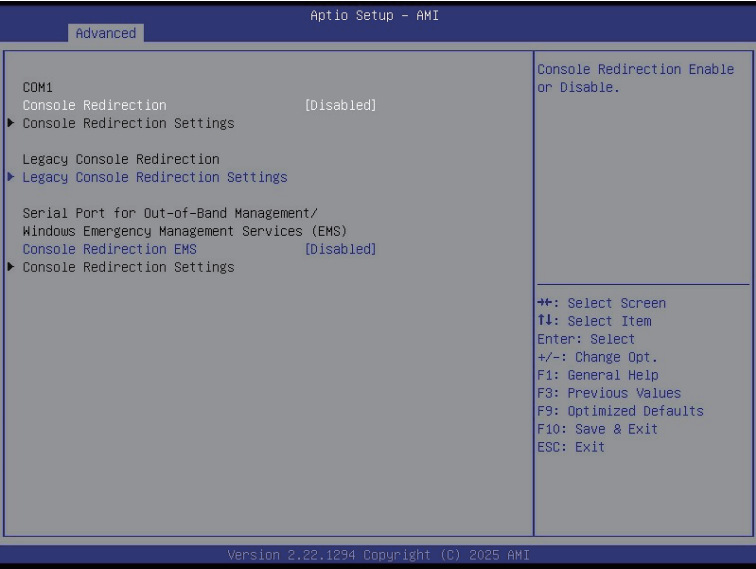 Aptio Setup – AMI
Advanced
COM1
Console Redirection [Disabled]
▶ Console Redirection Settings
Legacy Console Redirection
▶ Legacy Console Redirection Settings
Serial Port for Out-of-Band Management/
Windows Emergency Management Services (EMS)
Console Redirection EMS [Disabled]
▶ Console Redirection Settings
Console Redirection Enable
or Disable.
→←: Select Screen
↑↓: Select Item
Enter: Select
+/-: Change Opt.
F1: General Help
F3: Previous Values
F9: Optimized Defaults
F10: Save & Exit
ESC: Exit
Version 2.22.1294 Copyright (C) 2025 AMI